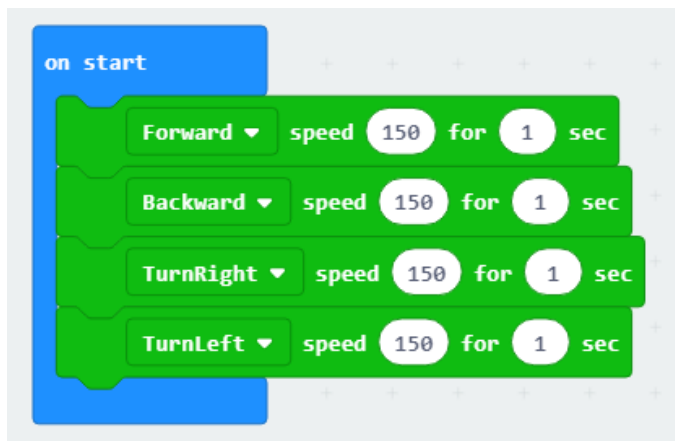 on start
Forward speed 150 for 1 sec
Backward speed 150 for 1 sec
TurnRight speed 150 for 1 sec
TurnLeft speed 150 for 1 sec